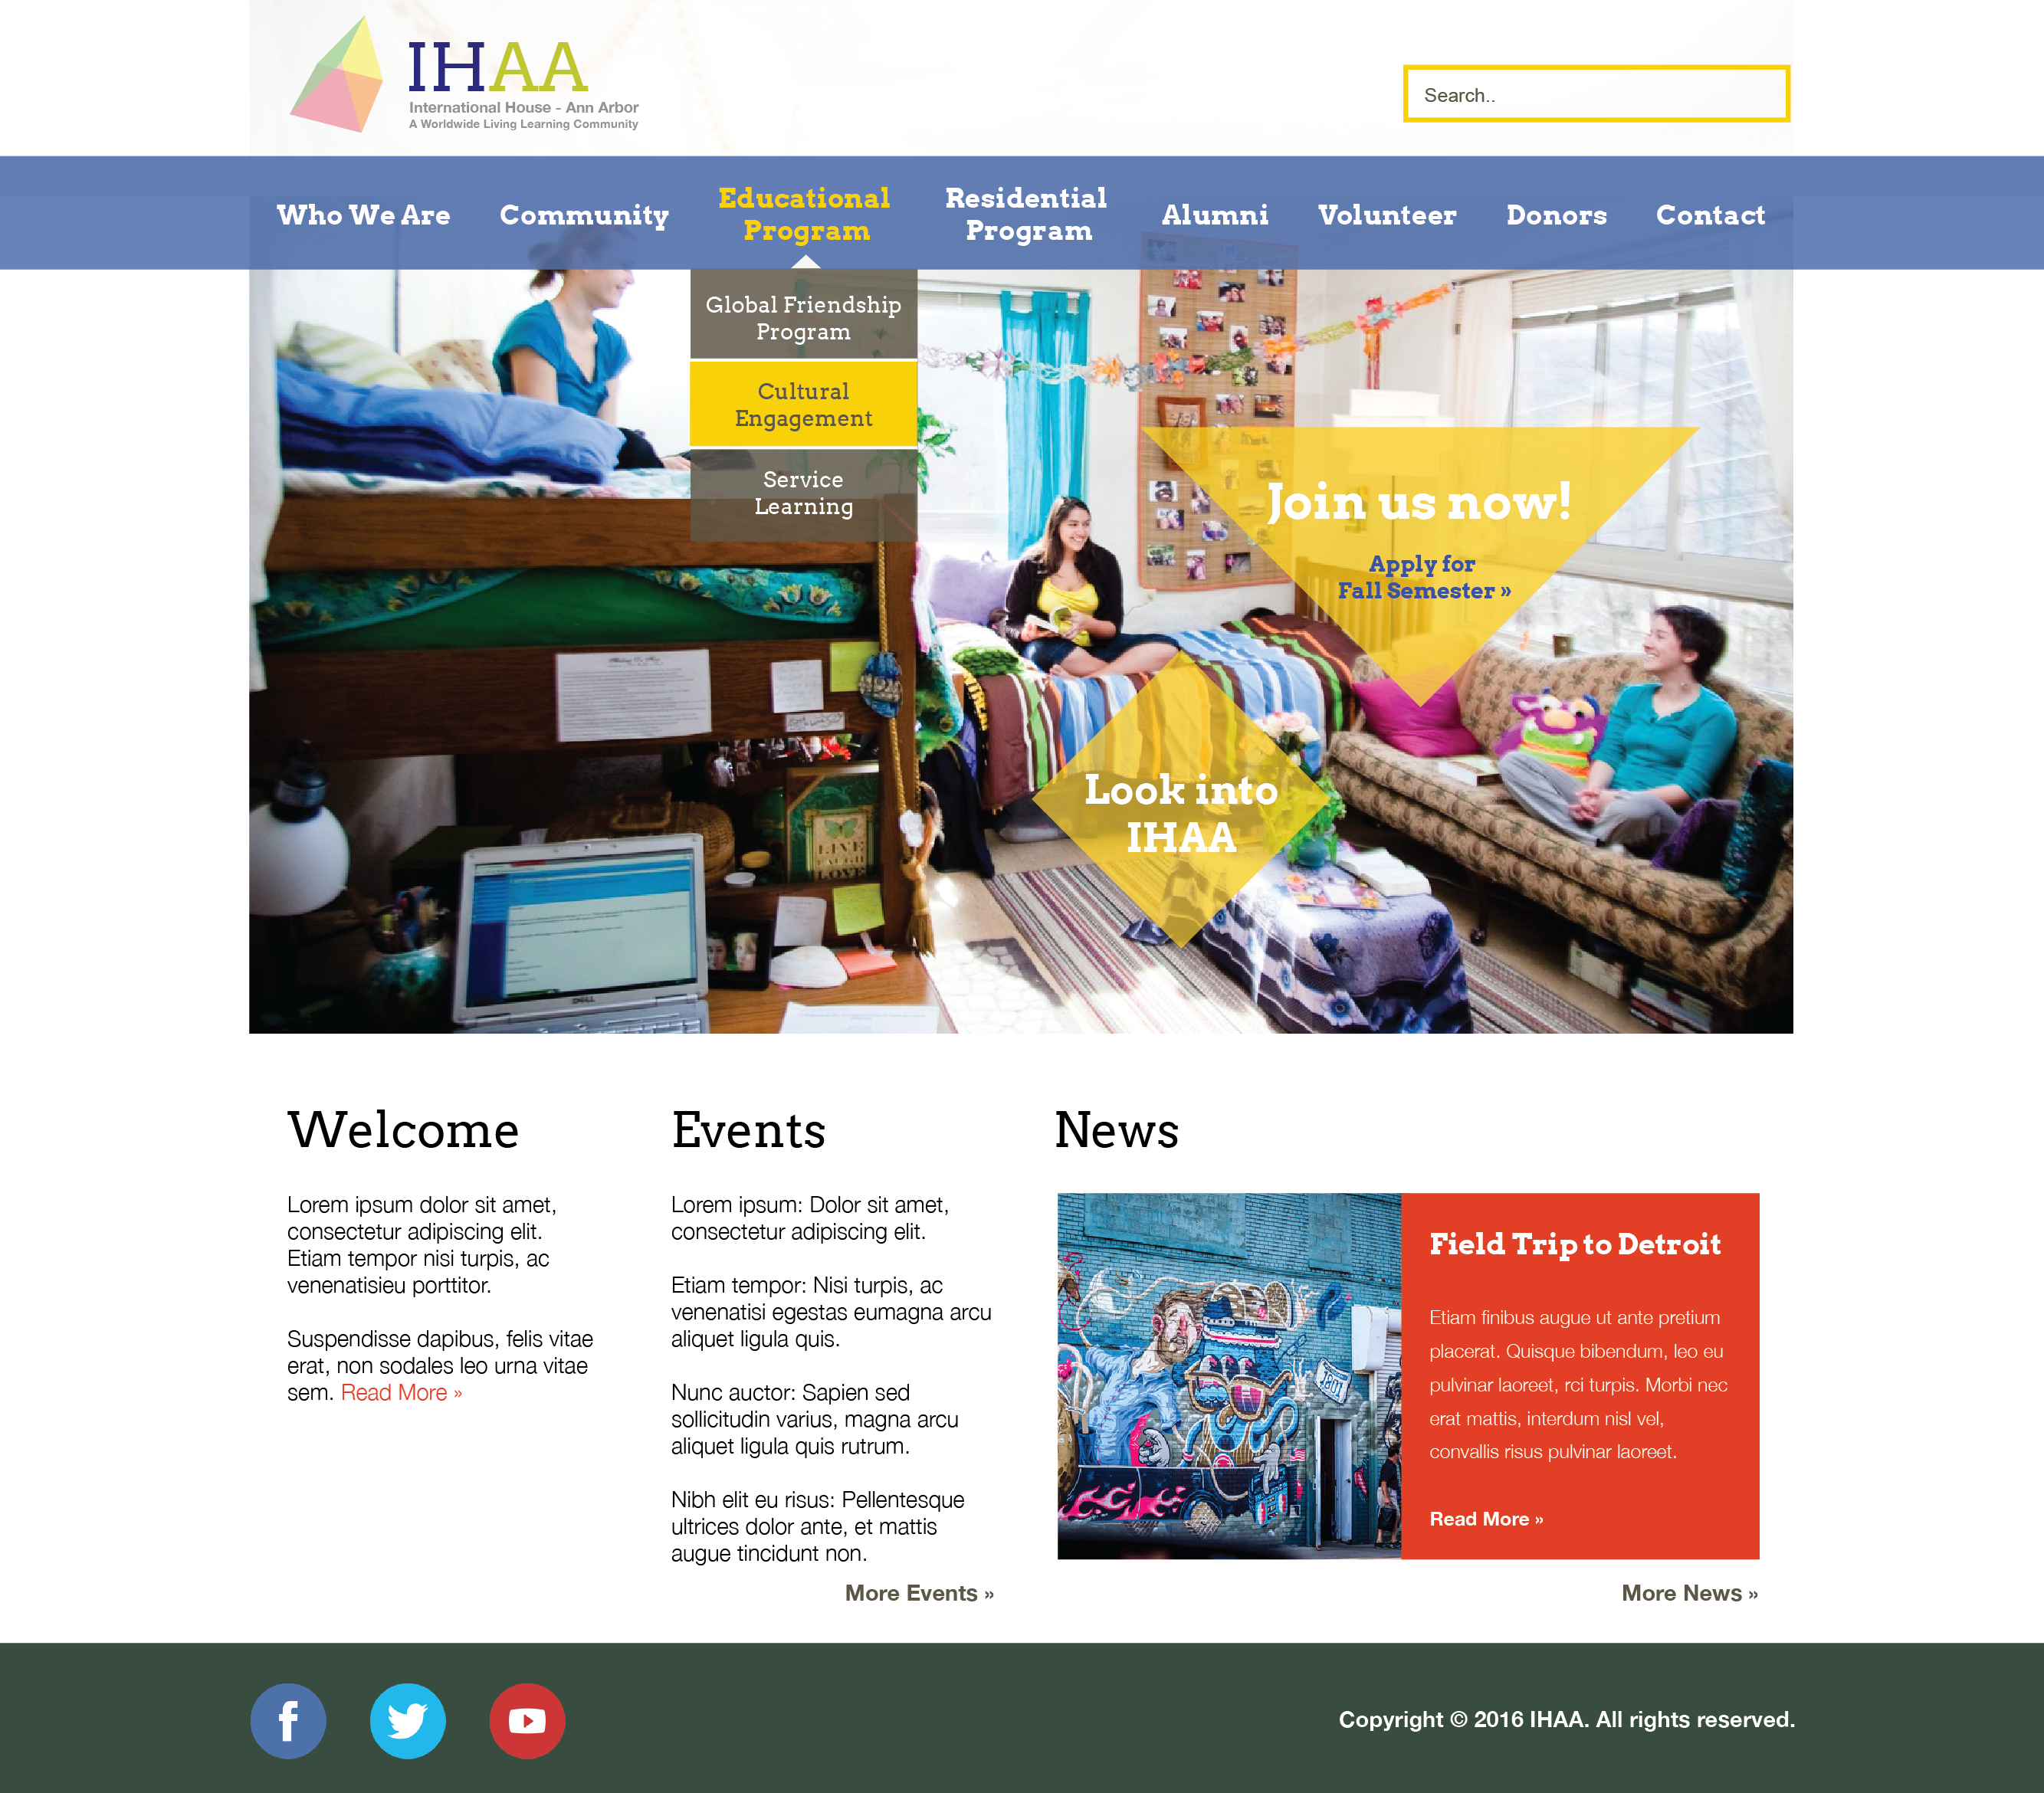 IHAA
International House - Ann Arbor
A Worldwide Living Learning Community
Search..
Who We Are
Community
Educational
Program
Residential
Program
Alumni
Volunteer
Donors
Contact
Global Friendship
Program
Cultural
Engagement
Service
Learning
Join us now!
Apply for
Fall Semester »
Look into
IHAA
LIVE
LAUGH
LOVE
DELL
Welcome
Lorem ipsum dolor sit amet,
consectetur adipiscing elit.
Etiam tempor nisi turpis, ac
venenatisieu porttitor.
Suspendisse dapibus, felis vitae
erat, non sodales leo urna vitae
sem. Read More »
Events
Lorem ipsum: Dolor sit amet,
consectetur adipiscing elit.
Etiam tempor: Nisi turpis, ac
venenatisi egestas eumagna arcu
aliquet ligula quis.
Nunc auctor: Sapien sed
sollicitudin varius, magna arcu
aliquet ligula quis rutrum.
Nibh elit eu risus: Pellentesque
ultrices dolor ante, et mattis
augue tincidunt non.
More Events »
News
1801
Field Trip to Detroit
Etiam finibus augue ut ante pretium
placerat. Quisque bibendum, leo eu
pulvinar laoreet, rci turpis. Morbi nec
erat mattis, interdum nisl vel,
convallis risus pulvinar laoreet.
Read More »
More News »
Copyright © 2016 IHAA. All rights reserved.